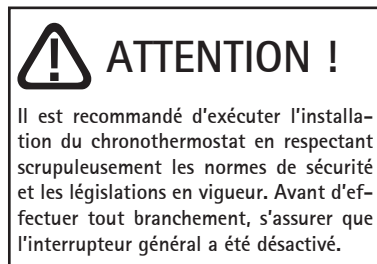 ATTENTION !
Il est recommandé d'exécuter l'installa-
tion du chronothermostat en respectant
scrupuleusement les normes de sécurité
et les législations en vigueur. Avant d'ef-
fectuer tout branchement, s'assurer que
l'interrupteur général a été désactivé.